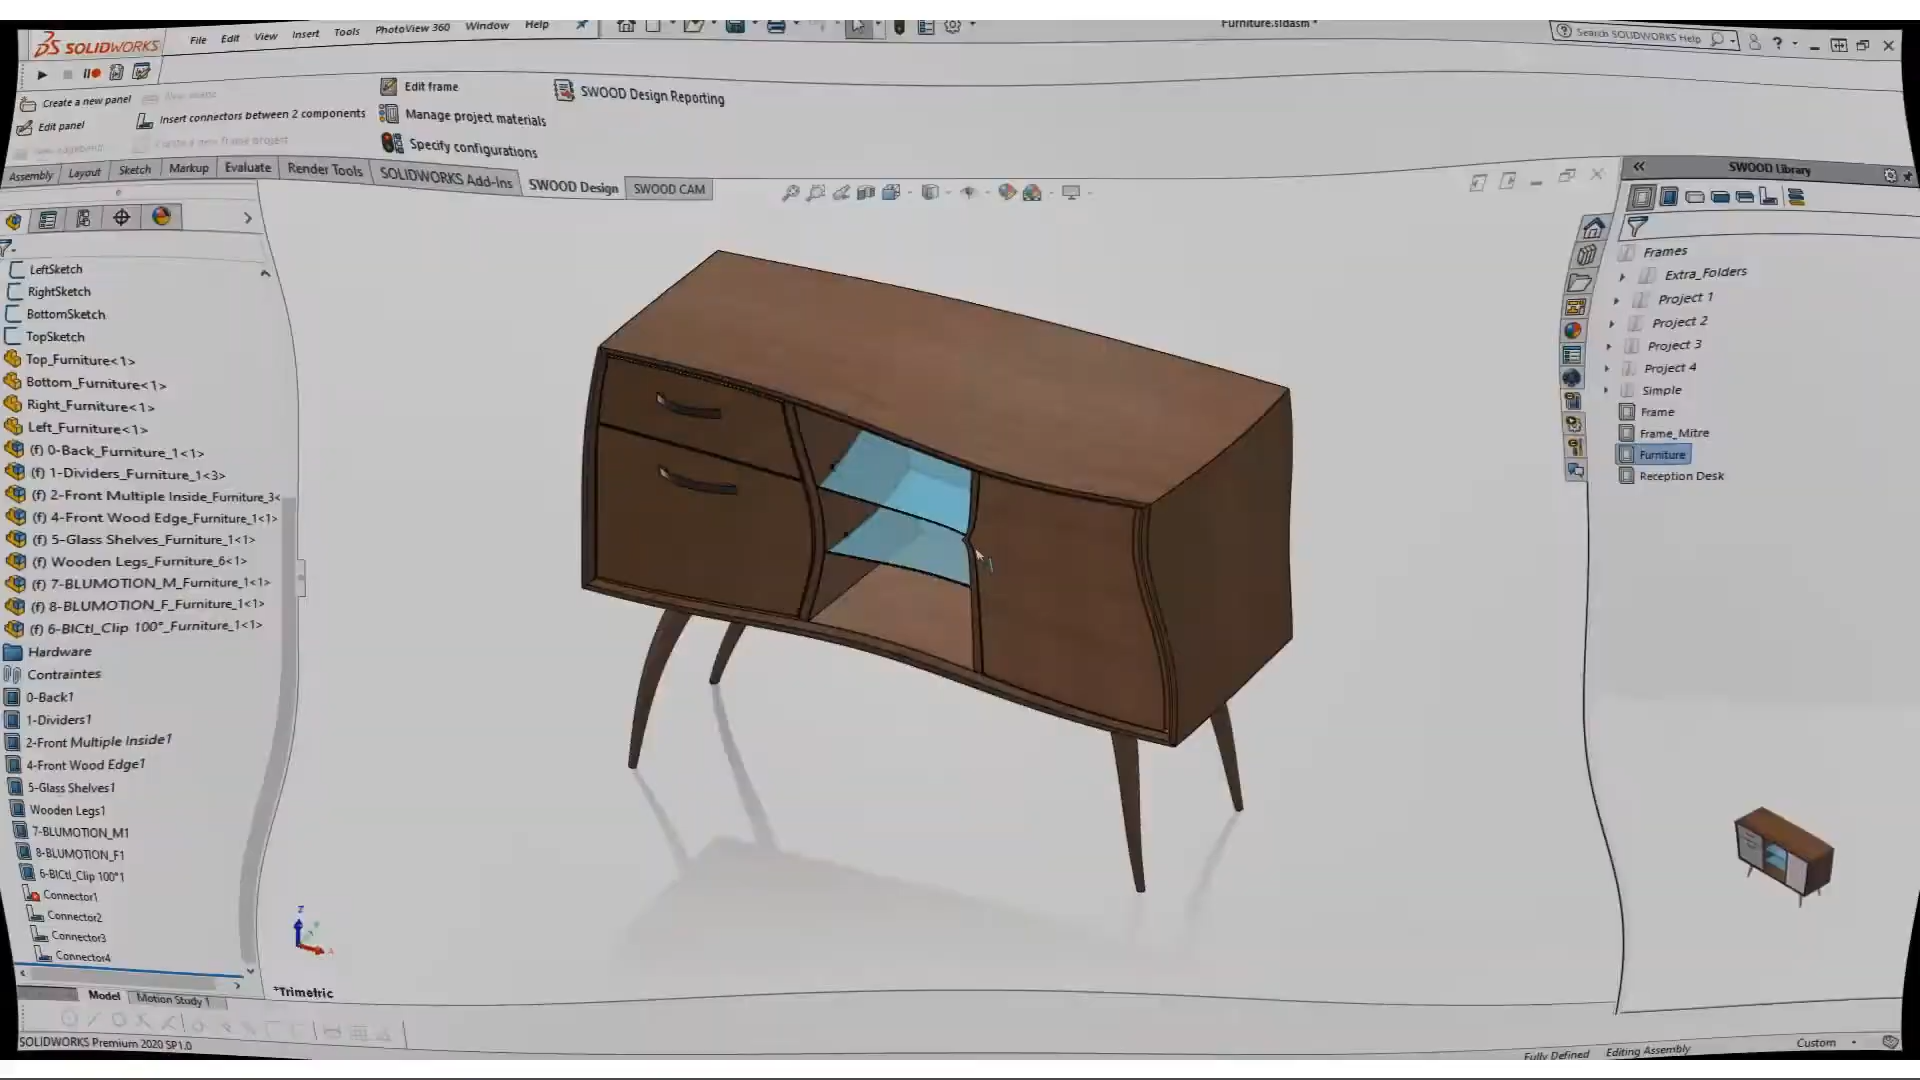 Furniture.sldasm *
SOLIDWORKS
File Edit View Insert Tools PhotoView 360 Window Help
Search SOLIDWORKS Help
Create a new panel
Edit panel
Insert connectors between 2 components
Create a new frame project
Edit frame
Manage project materials
Specify configurations
SWOOD Design Reporting
Assembly Layout Sketch Markup Evaluate Render Tools SOLIDWORKS Add-Ins SWOOD Design SWOOD CAM
LeftSketch
RightSketch
BottomSketch
TopSketch
Top_Furniture<1>
Bottom_Furniture<1>
Right_Furniture<1>
Left_Furniture<1>
(f) 0-Back_Furniture_1<1>
(f) 1-Dividers_Furniture_1<3>
(f) 2-Front Multiple Inside_Furniture_3<
(f) 4-Front Wood Edge_Furniture_1<1>
(f) 5-Glass Shelves_Furniture_1<1>
(f) Wooden Legs_Furniture_6<1>
(f) 7-BLUMOTION_M_Furniture_1<1>
(f) 8-BLUMOTION_F_Furniture_1<1>
(f) 6-BlCtl_Clip 100°_Furniture_1<1>
Hardware
Contraintes
0-Back1
1-Dividers1
2-Front Multiple Inside1
4-Front Wood Edge1
5-Glass Shelves1
Wooden Legs1
7-BLUMOTION_M1
8-BLUMOTION_F1
6-BlCtl_Clip 100°1
Connector1
Connector2
Connector3
Connector4
Model Motion Study 1
*Trimetric
Z
SOLIDWORKS Premium 2020 SP1.0
SWOOD Library
Frames
Extra_Folders
Project 1
Project 2
Project 3
Project 4
Simple
Frame
Frame_Mitre
Furniture
Reception Desk
Fully Defined Editing Assembly Custom